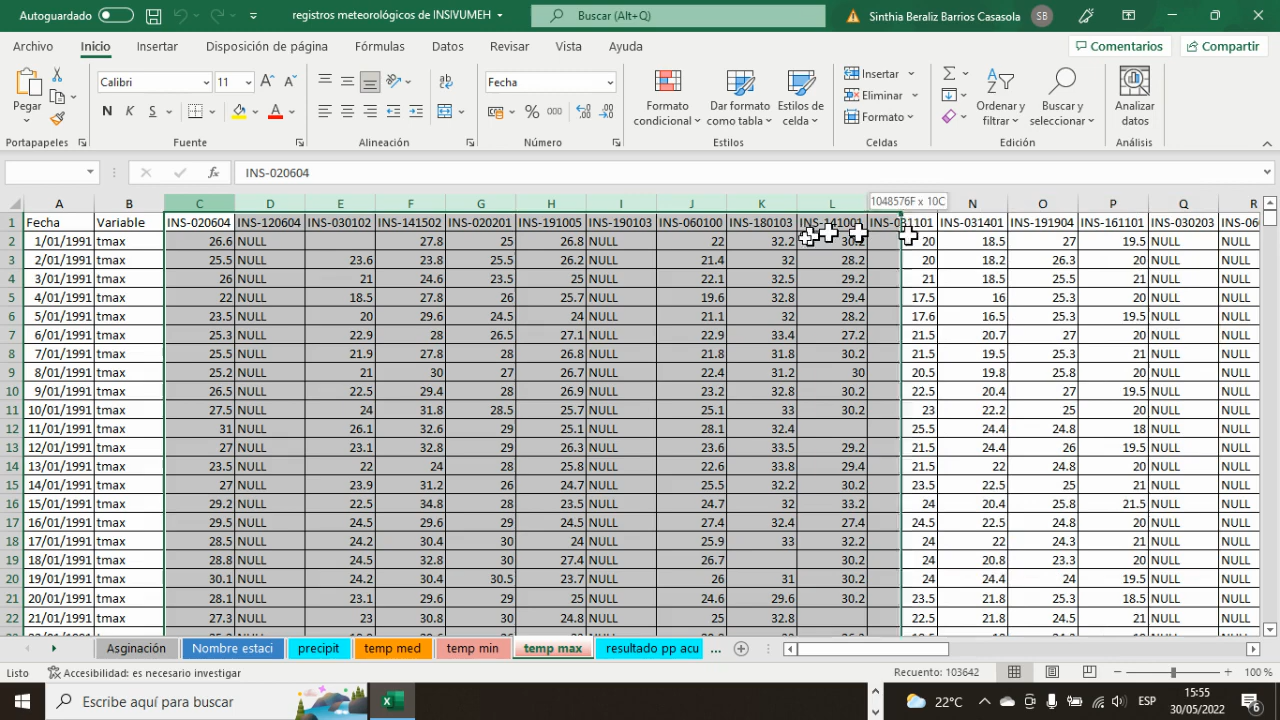 Autoguardado
registros meteorológicos de INSIVUMEH
Buscar (Alt+Q)
Sinthia Beraliz Barrios Casasola SB
Archivo Inicio Insertar Disposición de página Fórmulas Datos Revisar Vista Ayuda Comentarios Compartir
Calibri 11 Fecha Insertar
Pegar N K S Formato condicional Dar formato como tabla Estilos de celda Eliminar Ordenar y filtrar Buscar y seleccionar Analizar datos
Formato
Portapapeles Fuente Alineación Número Estilos Celdas Edición Análisis
INS-020604
1048576F x 10C
A B C D E F G H I J K L N O P Q R
1 Fecha Variable INS-020604 INS-120604 INS-030102 INS-141502 INS-020201 INS-191005 INS-190103 INS-060100 INS-180103 INS-141001 INS-031101 INS-031401 INS-191904 INS-161101 INS-030203 INS-06
2 1/01/1991 tmax 26.6 NULL 27.8 25 26.8 NULL 22 32.2 30.2 20 18.5 27 19.5 NULL NULL
3 2/01/1991 tmax 25.5 NULL 23.6 23.8 25.5 26.2 NULL 21.4 32 28.2 20 18.2 26.3 20 NULL NULL
4 3/01/1991 tmax 26 NULL 21 24.6 23.5 25 NULL 22.1 32.5 29.2 21 18.5 25.5 21 NULL NULL
5 4/01/1991 tmax 22 NULL 18.5 27.8 26 25.7 NULL 19.6 32.8 29.4 17.5 16 25.3 20 NULL NULL
6 5/01/1991 tmax 23.5 NULL 20 29.6 24.5 24 NULL 21.1 32 28.2 17.6 16.5 25.3 19.5 NULL NULL
7 6/01/1991 tmax 25.3 NULL 22.9 28 26.5 27.1 NULL 22.9 33.4 27.2 21.5 20.7 27 20 NULL NULL
8 7/01/1991 tmax 25.5 NULL 21.9 27.8 28 26.8 NULL 21.8 31.8 30.2 21.5 19.5 25.3 21 NULL NULL
9 8/01/1991 tmax 25.2 NULL 21 30 27 26.7 NULL 22.4 31.2 30 20.5 19.8 25.8 20 NULL NULL
10 9/01/1991 tmax 26.5 NULL 22.5 29.4 28 26.9 NULL 23.2 32.8 30.2 22.5 20.4 27 19.5 NULL NULL
11 10/01/1991 tmax 27.5 NULL 24 31.8 28.5 25.7 NULL 25.1 33 30.2 23 22.2 25 20 NULL NULL
12 11/01/1991 tmax 31 NULL 26.1 32.6 29 25.1 NULL 28.1 32.4 25.5 24.4 24.8 18 NULL NULL
13 12/01/1991 tmax 27 NULL 23.1 32.8 29 26.3 NULL 23.6 33.5 29.2 21.5 24.4 26 19.5 NULL NULL
14 13/01/1991 tmax 23.5 NULL 22 24 28 25.8 NULL 22.6 33.8 29.4 21.5 22 24.8 20 NULL NULL
15 14/01/1991 tmax 27 NULL 23.9 31.2 26 24.7 NULL 25.5 32.2 30.2 23.5 22.5 25 21 NULL NULL
16 15/01/1991 tmax 29.2 NULL 22.5 34.8 28 23.5 NULL 24.7 32 33.2 24 20.4 25.8 21.5 NULL NULL
17 16/01/1991 tmax 29.5 NULL 24.5 29.6 29 24.5 NULL 27.4 32.4 27.4 24.5 22.5 24.8 20 NULL NULL
18 17/01/1991 tmax 28.5 NULL 24.2 30.4 30 24 NULL 25.9 33 33.2 24 22 24.3 21 NULL NULL
19 18/01/1991 tmax 28.8 NULL 24.5 32.8 30 27.4 NULL 26.7 30.2 24 20.8 23.3 20 NULL NULL
20 19/01/1991 tmax 30.1 NULL 24.2 30.4 30.5 23.7 NULL 26 31 30.2 24 24.4 24 19.5 NULL NULL
21 20/01/1991 tmax 28.1 NULL 23.1 29.6 29 24.6 NULL 24.6 32.8 30.2 23.5 21.8 25.3 18.5 NULL NULL
22 21/01/1991 tmax 27.3 NULL 23 30.8 30 24.8 NULL 25 32.8 22.5 21.8 24.5 21 NULL NULL
Asginación Nombre estaci precipit temp med temp min temp max resultado pp acu ...
Listo Accesibilidad: es necesario investigar Recuento: 103642 100 %
Escribe aquí para buscar 22°C ESP 15:55
30/05/2022 6